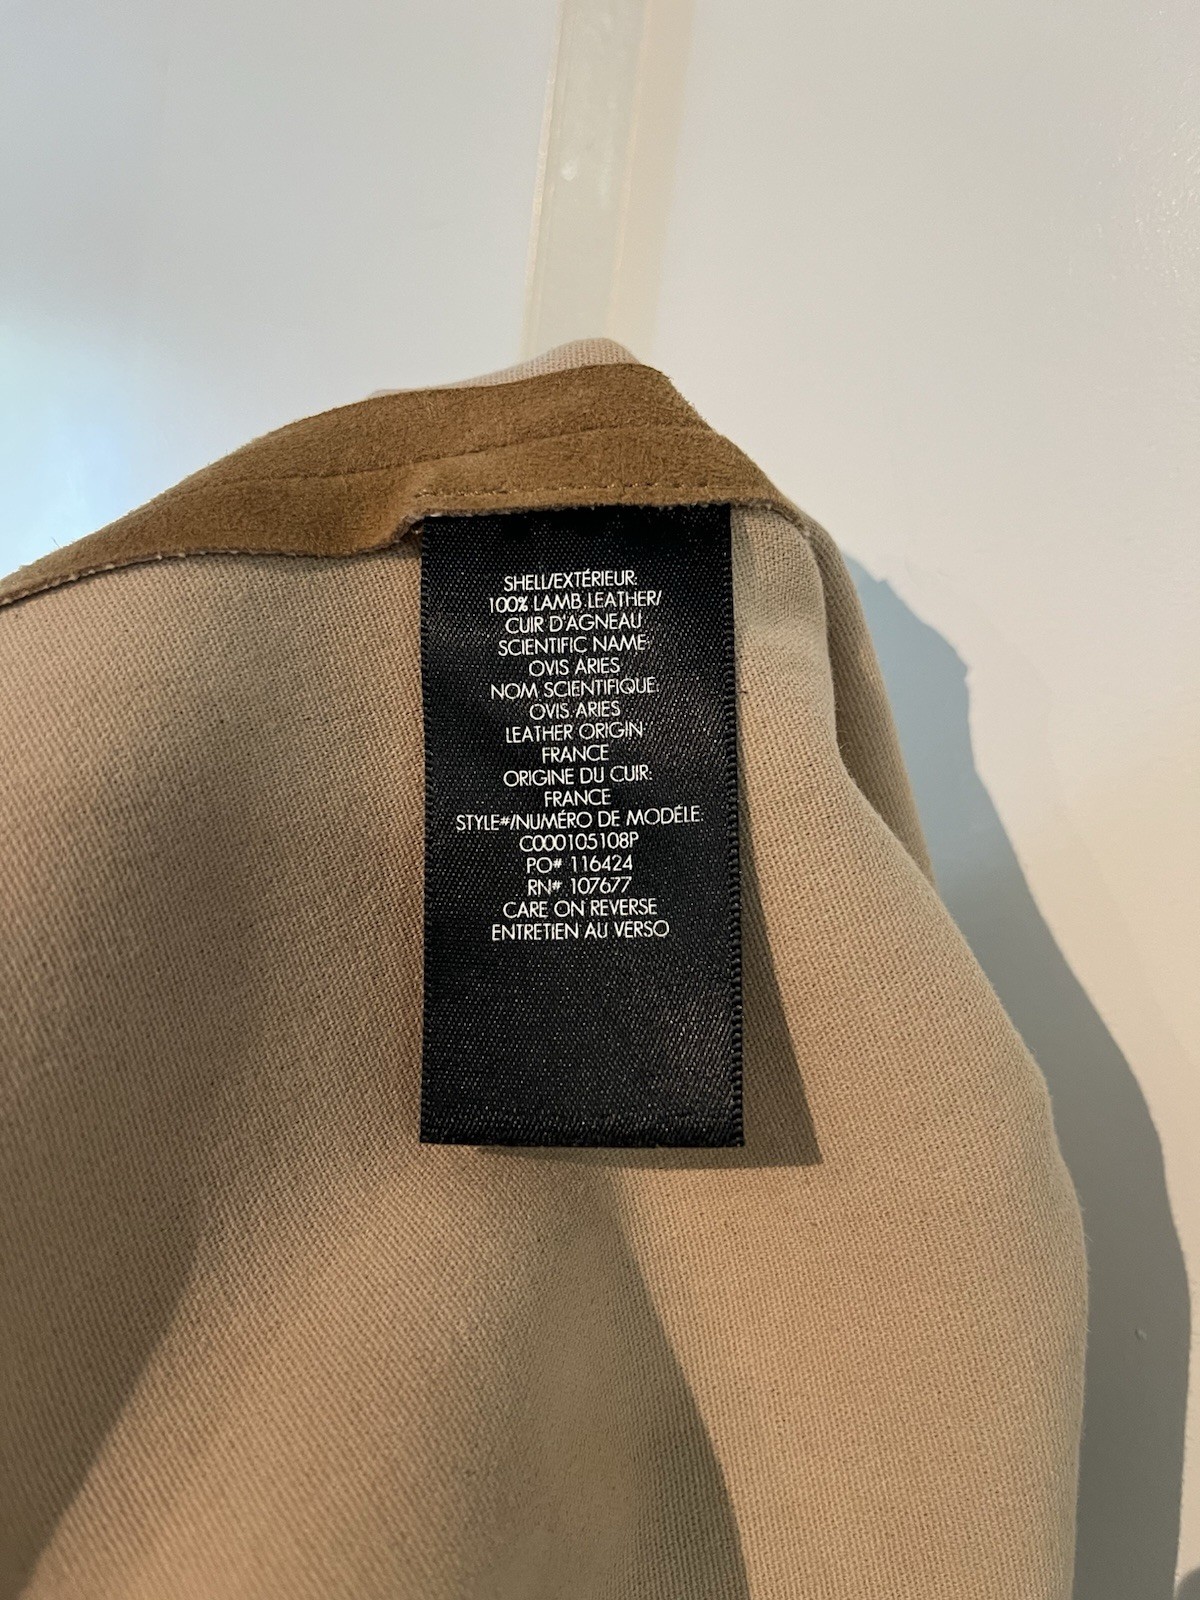 SHELL/EXTÉRIEUR:
100% LAMB LEATHER/
CUIR D'AGNEAU
SCIENTIFIC NAME:
OVIS ARIES
NOM SCIENTIFIQUE:
OVIS ARIES
LEATHER ORIGIN:
FRANCE
ORIGINE DU CUIR:
FRANCE
STYLE#/NUMÉRO DE MODÉLE:
C000105108P
PO# 116424
RN# 107677
CARE ON REVERSE
ENTRETIEN AU VERSO